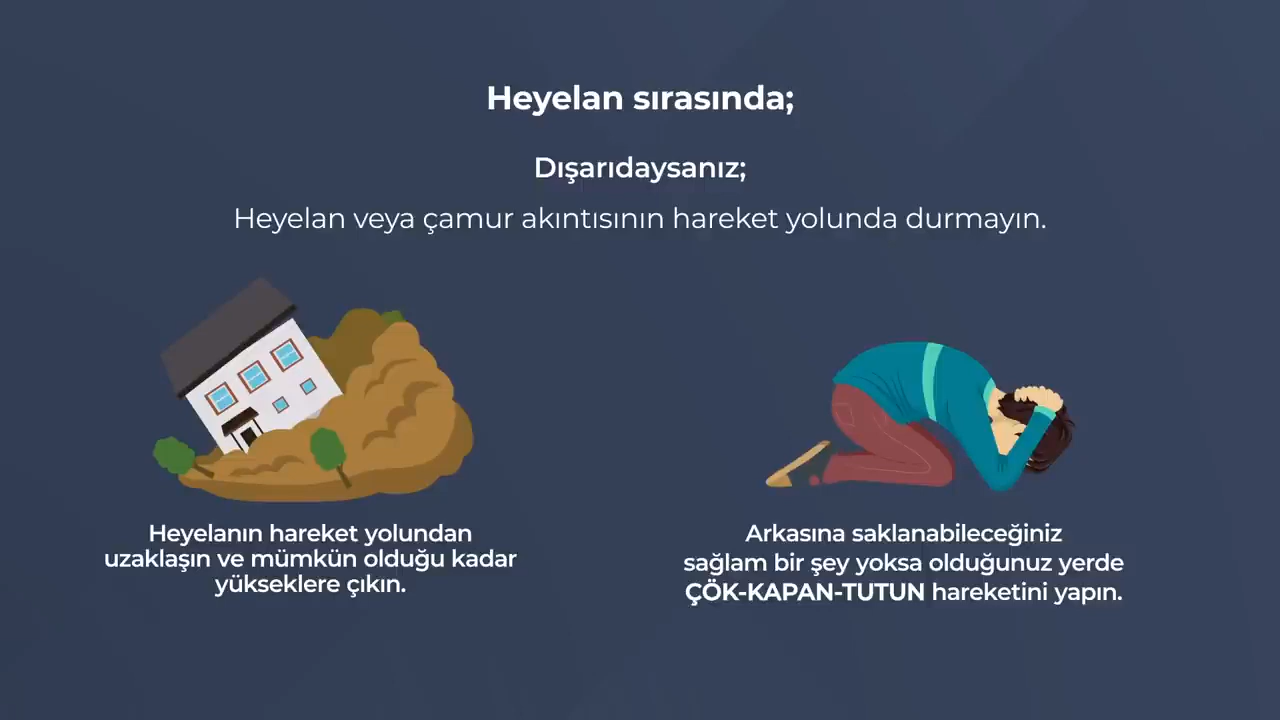 Heyelan sırasında;
Dışarıdaysanız;
Heyelan veya çamur akıntısının hareket yolunda durmayın.
Heyelanın hareket yolundan
uzaklaşın ve mümkün olduğu kadar
yükseklere çıkın.
Arkasına saklanabileceğiniz
sağlam bir şey yoksa olduğunuz yerde
ÇÖK-KAPAN-TUTUN hareketini yapın.